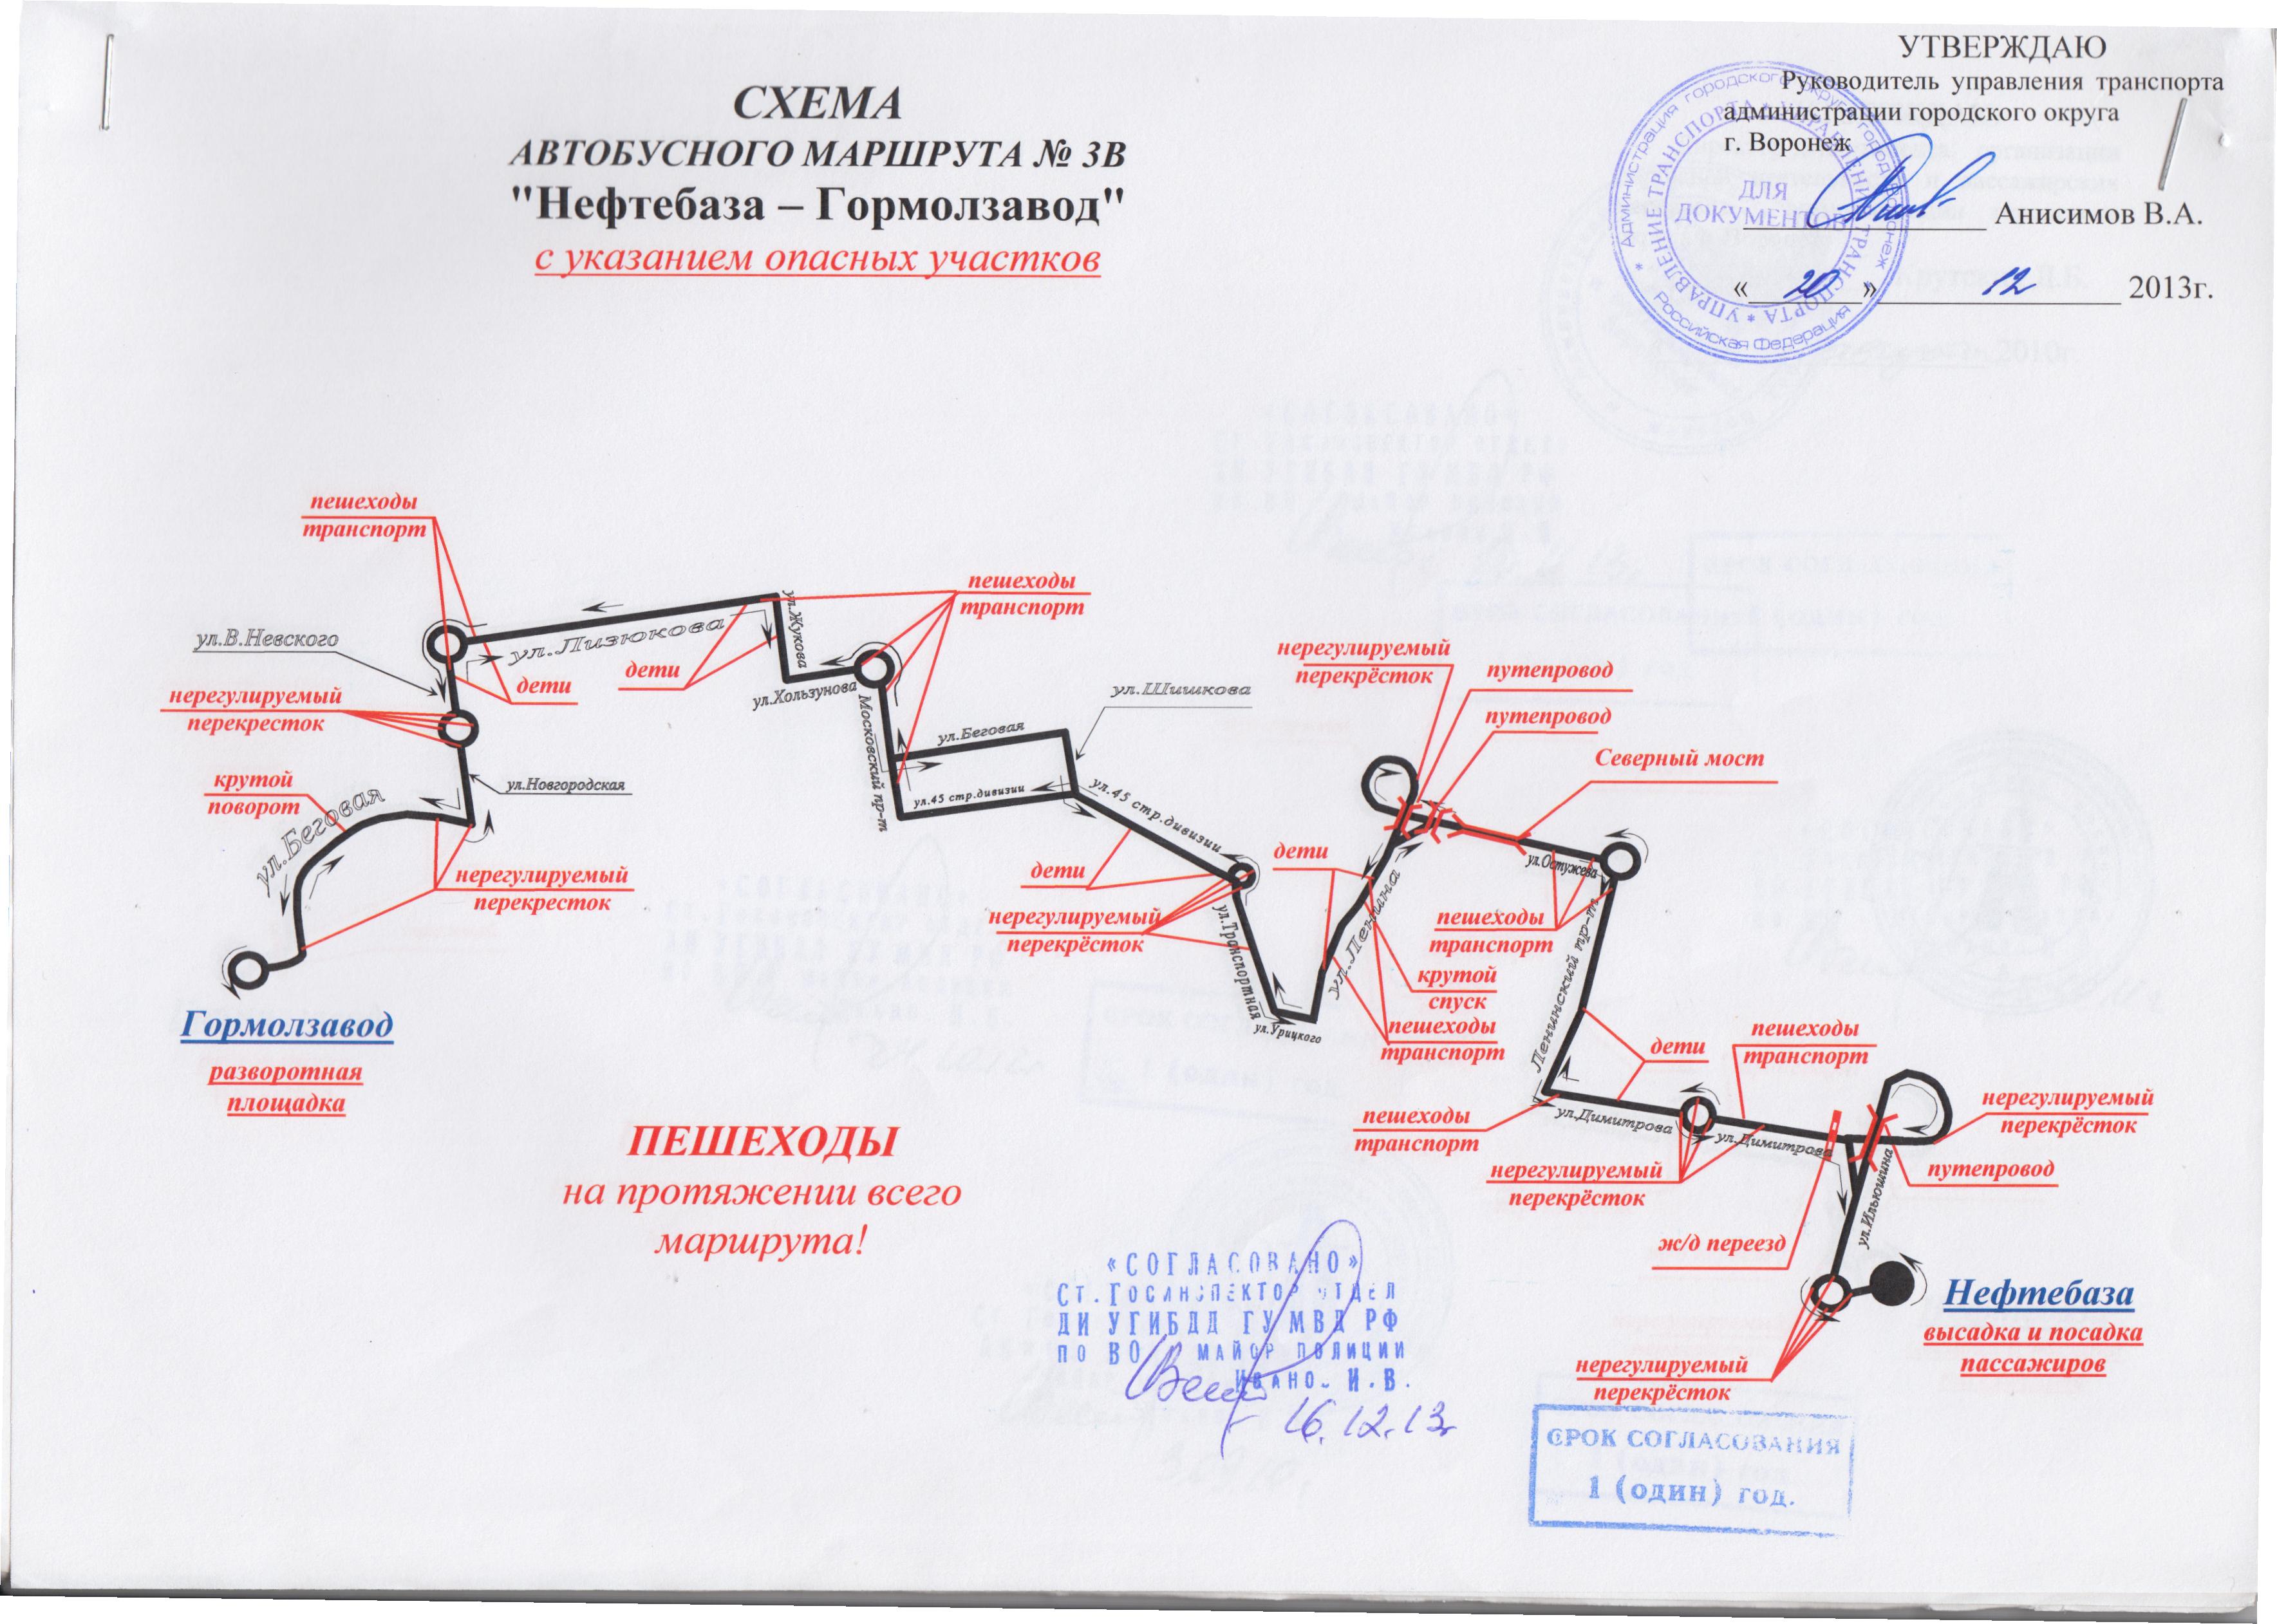 УТВЕРЖДАЮ
Руководитель управления транспорта
администрации городского округа
г. Воронеж
Анисимов В.А.
« 20 » 12 2013г.
Администрация городского округа город Воронеж
Российская Федерация
УПРАВЛЕНИЕ ТРАНСПОРТА * УПРАВЛЕНИЕ ТРАНСПОРТА *
ДЛЯ
ДОКУМЕНТОВ
СХЕМА
АВТОБУСНОГО МАРШРУТА № 3В
"Нефтебаза – Гормолзавод"
с указанием опасных участков
пешеходы
транспорт
ул.В.Невского
нерегулируемый
перекресток
крутой
поворот
ул.Беговая
ул.Новгородская
нерегулируемый
перекресток
дети
ул.Лизюкова
дети
ул.Жукова
ул.Хользунова
пешеходы
транспорт
Московский пр-т
ул.Беговая
ул.Шишкова
ул.45 стр.дивизии
ул.45 стр.дивизии
дети
нерегулируемый
перекрёсток
ул.Транспортная
ул.Урицкого
ул.Ленина
дети
нерегулируемый
перекрёсток
путепровод
путепровод
Северный мост
ул.Остужева
пешеходы
транспорт
крутой
спуск
пешеходы
транспорт
Ленинский пр-т
дети
пешеходы
транспорт
пешеходы
транспорт
ул.Димитрова
ул.Димитрова
нерегулируемый
перекрёсток
нерегулируемый
перекрёсток
путепровод
ж/д переезд
ул.Ильюшина
нерегулируемый
перекрёсток
Гормолзавод
разворотная
площадка
Нефтебаза
высадка и посадка
пассажиров
ПЕШЕХОДЫ
на протяжении всего
маршрута!
«СОГЛАСОВАНО»
Ст.Госинспектор отдел
ДИ УГИБДД ГУ МВД РФ
по ВО майор полиции
И.В.
16.12.13г
СРОК СОГЛАСОВАНИЯ
1 (один) год.